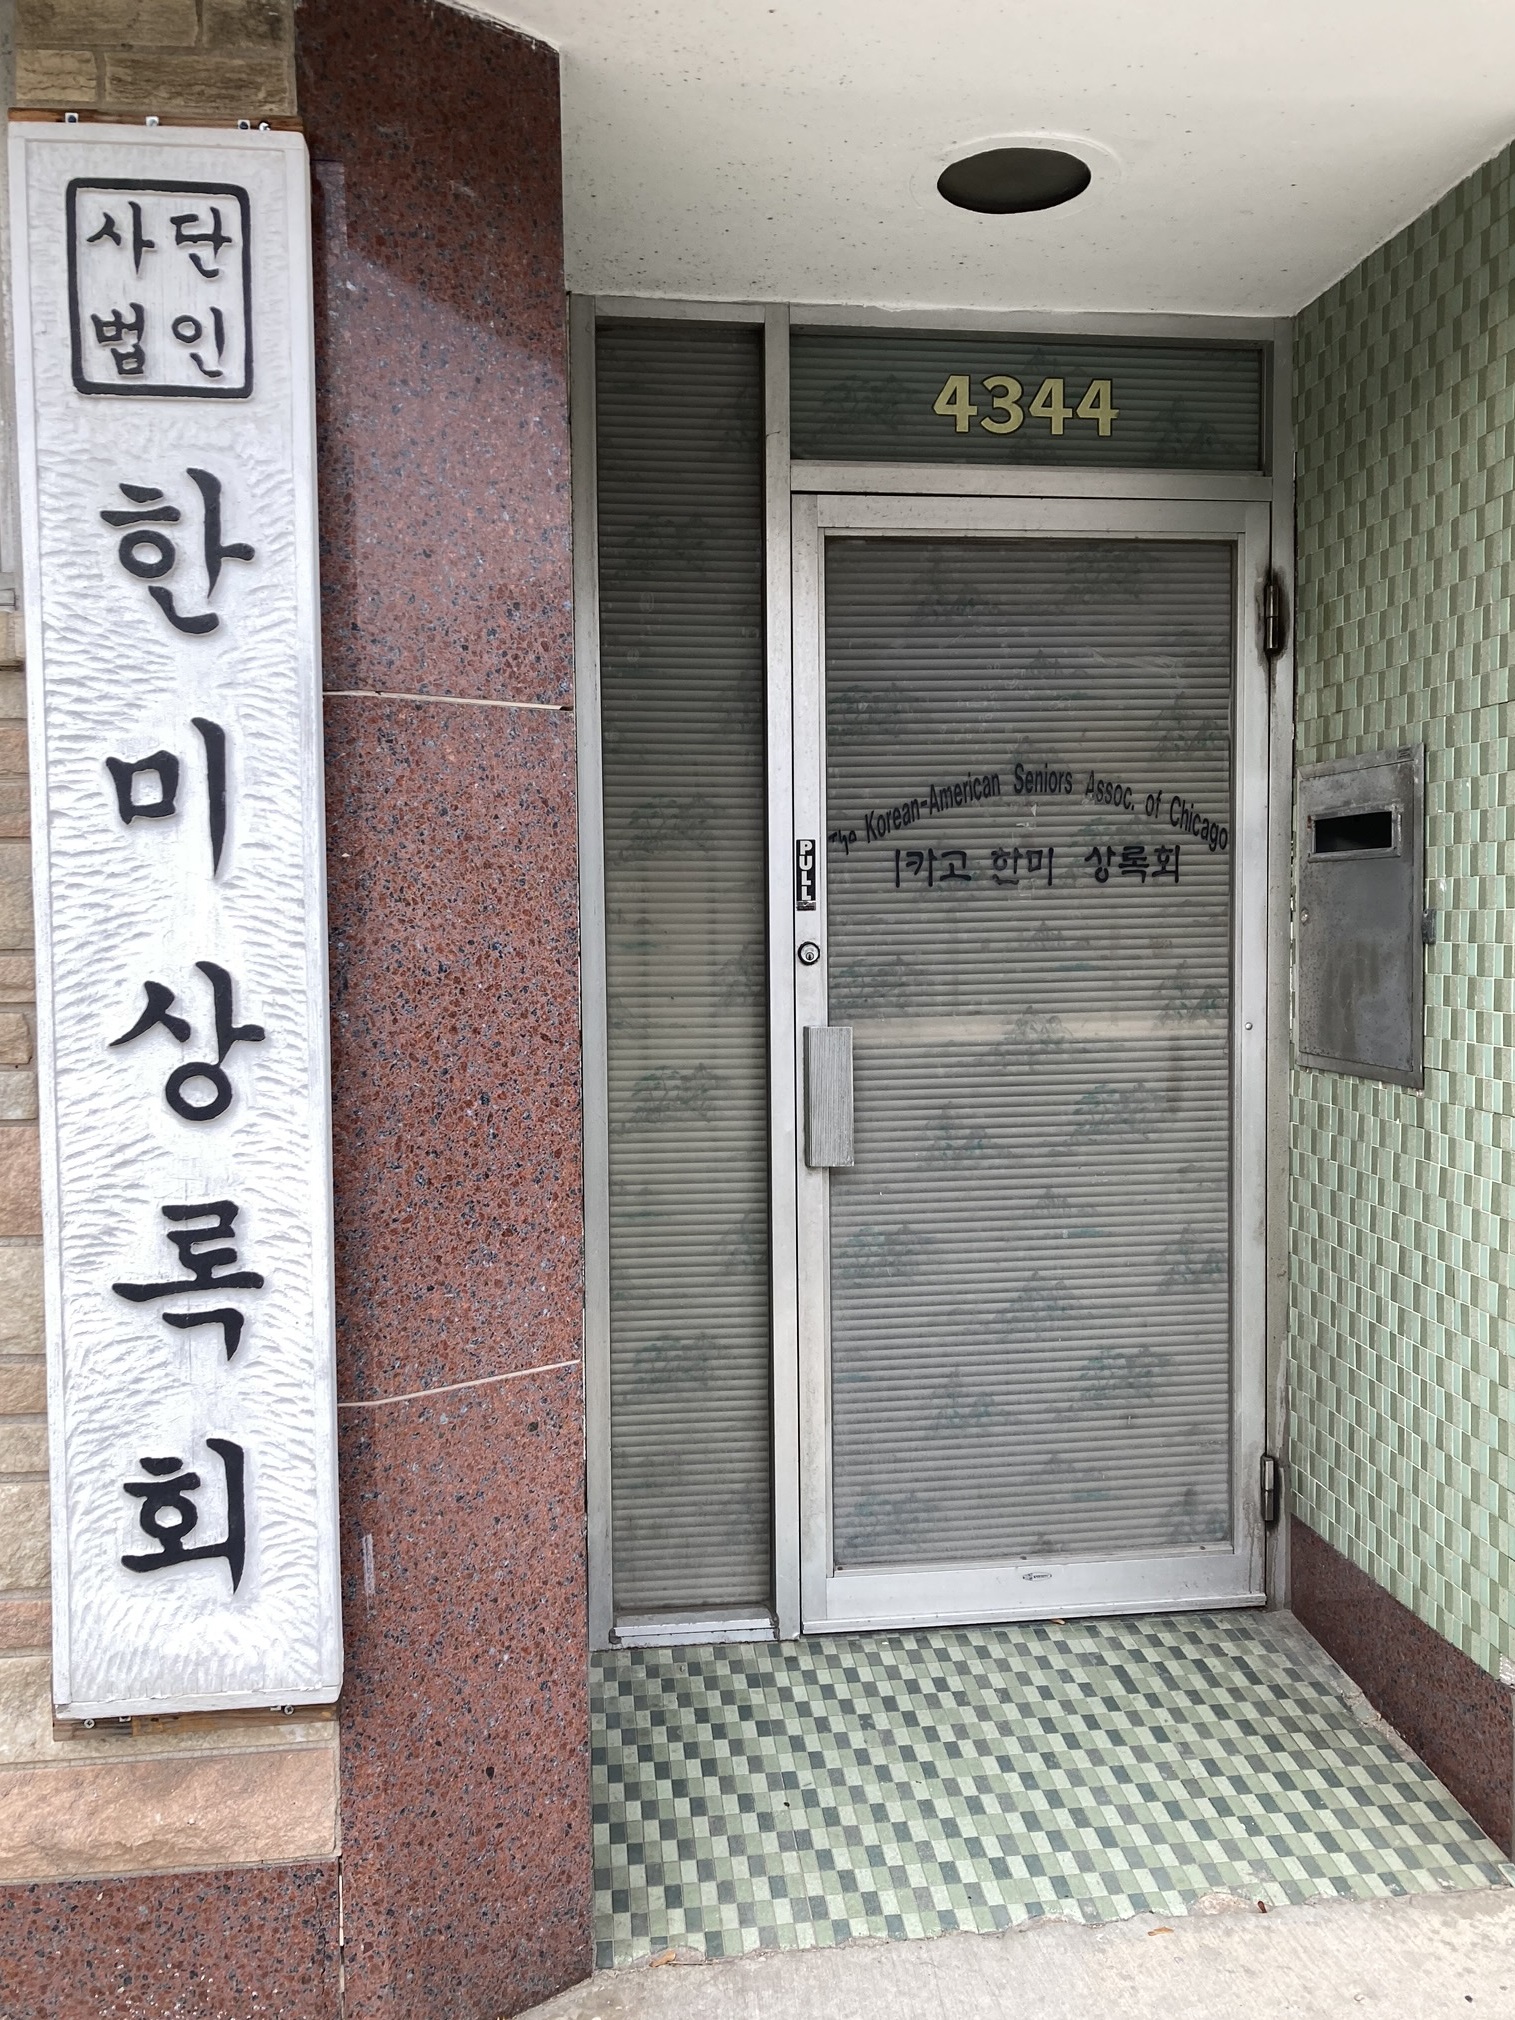 사단
법인
한미상록회
4344
The Korean-American Seniors Assoc. of Chicago
l카고 한미 상록회
PULL